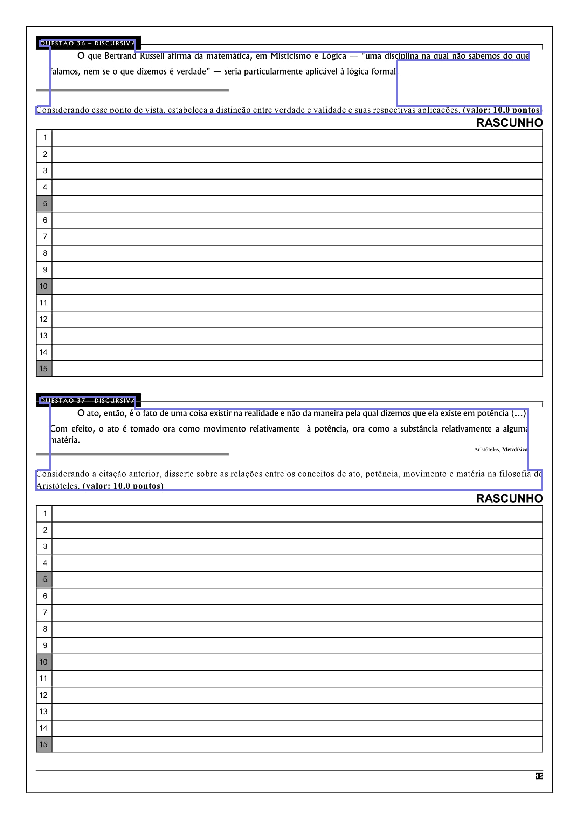 QUESTÃO 36 – DISCURSIVA
O que Bertrand Russell afirma da matemática, em Misticismo e Lógica — "uma disciplina na qual não sabemos do que
falamos, nem se o que dizemos é verdade" — seria particularmente aplicável à lógica formal.
Considerando esse ponto de vista, estabeleça a distinção entre verdade e validade e suas respectivas aplicações. (valor: 10,0 pontos)
RASCUNHO
1
2
3
4
5
6
7
8
9
10
11
12
13
14
15
QUESTÃO 37 – DISCURSIVA
O ato, então, é o fato de uma coisa existir na realidade e não da maneira pela qual dizemos que ela existe em potência (...)
Com efeito, o ato é tomado ora como movimento relativamente à potência, ora como a substância relativamente a alguma
matéria.
Aristóteles, Metafísica
Considerando a citação anterior, disserte sobre as relações entre os conceitos de ato, potência, movimento e matéria na filosofia de
Aristóteles. (valor: 10,0 pontos)
RASCUNHO
1
2
3
4
5
6
7
8
9
10
11
12
13
14
15